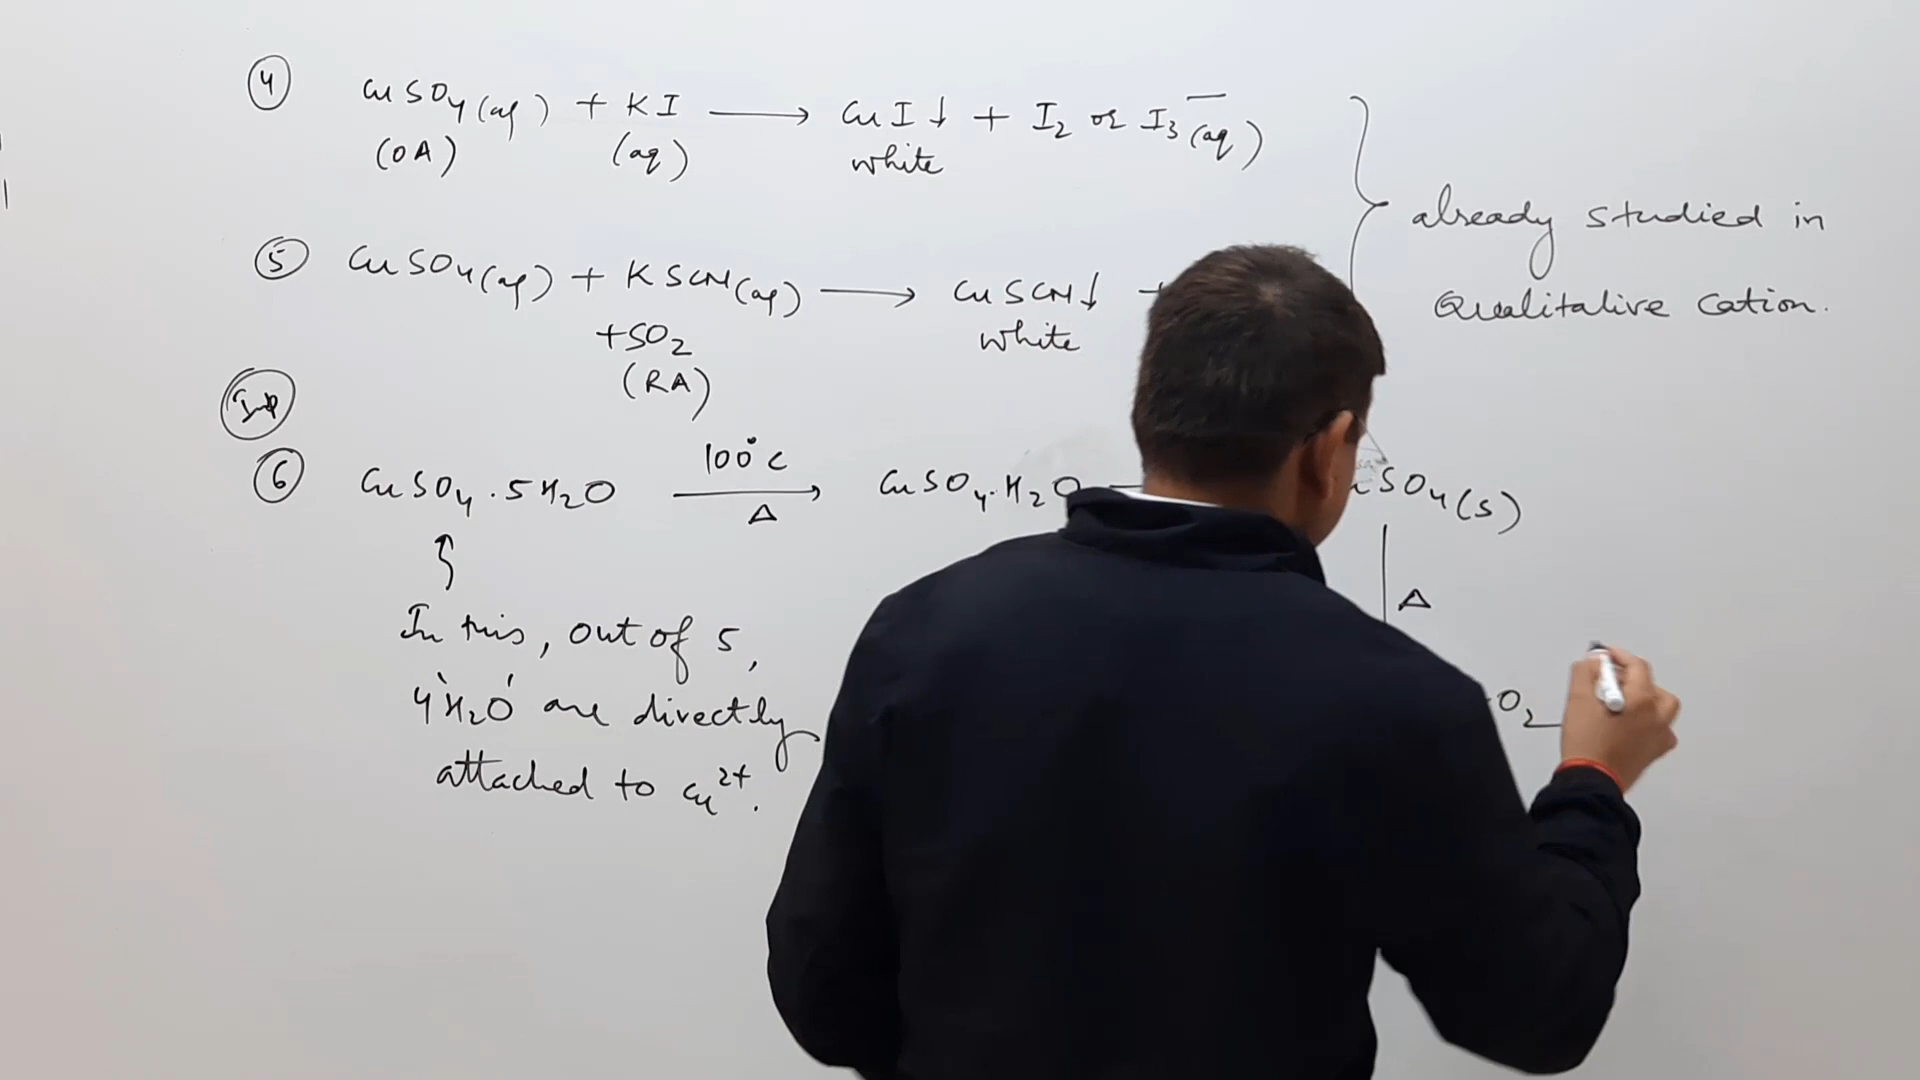 4 CuSO4(aq) + KI ⟶ CuI↓ + I2 or I3⁻(aq)
(OA) (aq) white
already studied in
Qualitative Cation.
5 CuSO4(aq) + KSCN(aq) ⟶ CuSCN↓ +
+SO2 white
(RA)
Imp
6 CuSO4.5H2O 100°C ⟶ Δ CuSO4.H2O SO4(s)
Δ
In this, out of 5,
4 'H2O' are directly
attached to Cu²⁺.
O2